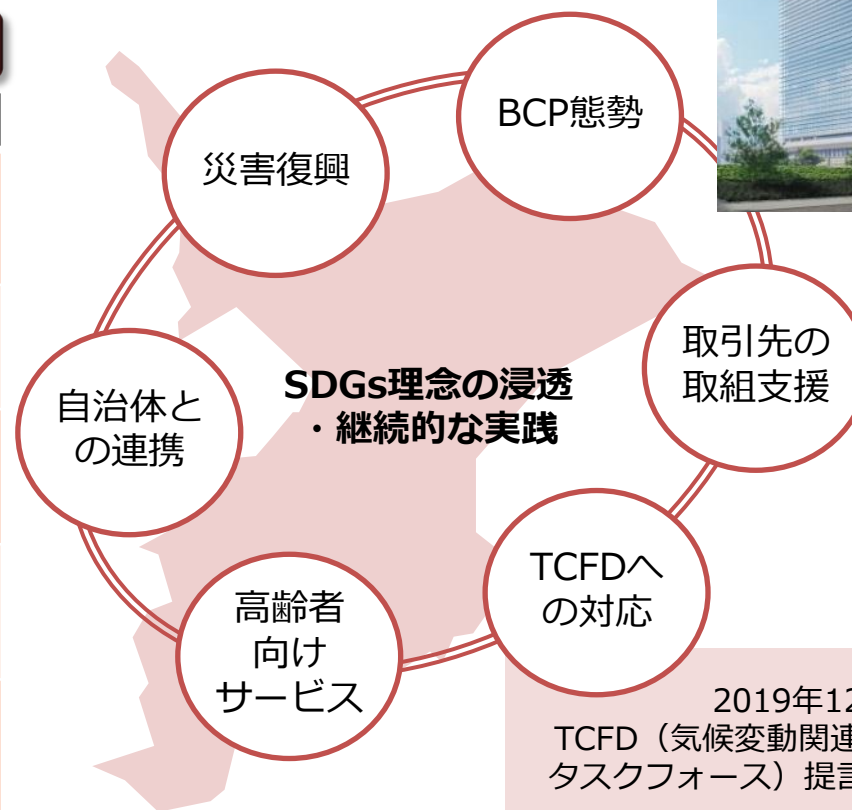 BCP態勢
災害復興
取引先の
取組支援
SDGs理念の浸透
・継続的な実践
自治体と
の連携
TCFDへ
の対応
高齢者
向け
サービス
2019年12
TCFD（気候変動関連
タスクフォース）提言